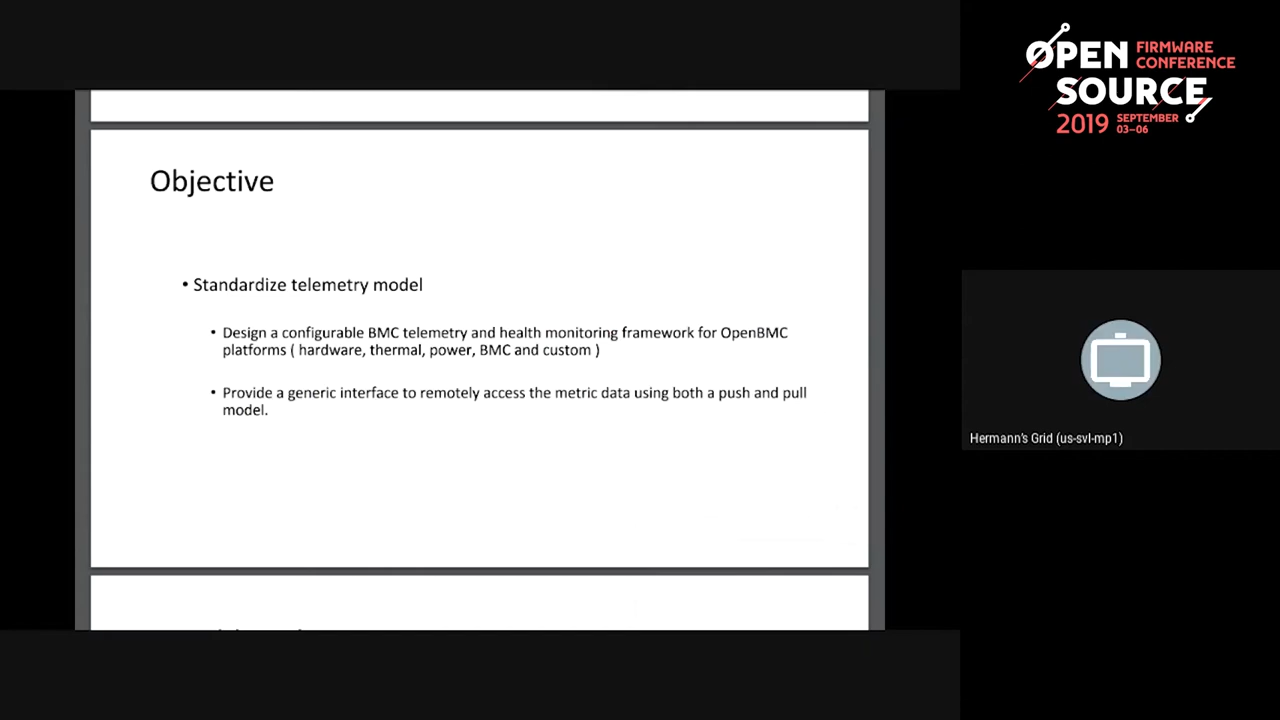 Objective
• Standardize telemetry model
• Design a configurable BMC telemetry and health monitoring framework for OpenBMC
platforms ( hardware, thermal, power, BMC and custom )
• Provide a generic interface to remotely access the metric data using both a push and pull
model.
OPEN FIRMWARE
CONFERENCE
SOURCE
2019 SEPTEMBER
03–06
Hermann's Grid (us-svl-mp1)